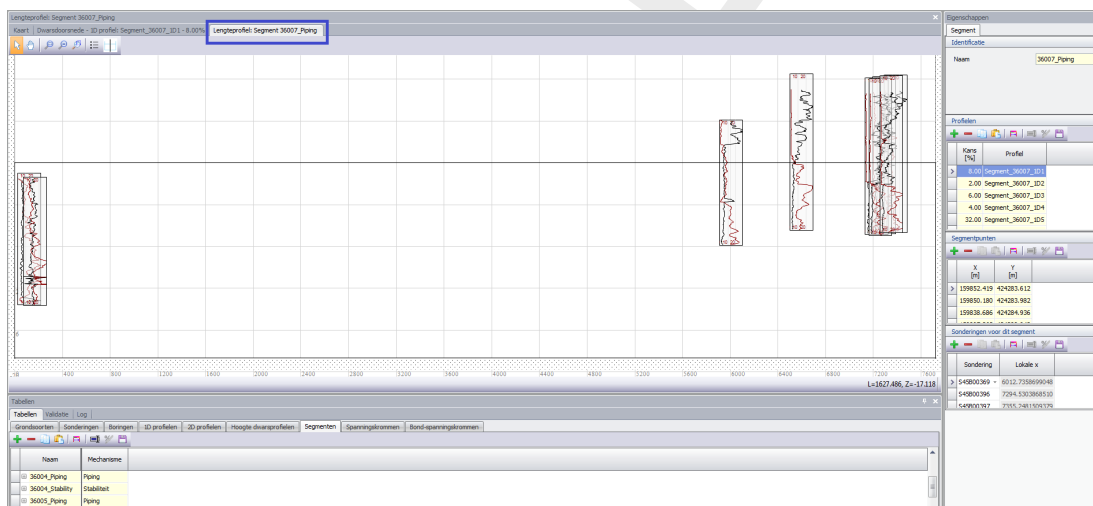 Lengteprofiel: Segment 36007_Piping
Kaart Dwarsdoorsnede - 1D profiel: Segment_36007_1D1 - 8.00% Lengteprofiel: Segment 36007_Piping
400 800 1200 1600 2000 2400 2800 3200 3600 4000 4400 4800 5200 5600 6000 6400 6800 7200 7600
L=1627.486, Z=-17.118
Tabellen
Tabellen Validatie Log
Grondsoorten Sonderingen Boringen 1D profielen 2D profielen Hoogte dwarsprofielen Segmenten Spanningskrommen Bond-spanningskrommen
Naam Mechanisme
36004_Piping Piping
36004_Stability Stabiliteit
36005_Piping Piping
Eigenschappen
Segment
Identificatie
Naam 36007_Piping
Profielen
Kans [%] Profiel
8.00 Segment_36007_1D1
2.00 Segment_36007_1D2
6.00 Segment_36007_1D3
4.00 Segment_36007_1D4
32.00 Segment_36007_1D5
Segmentpunten
X [m] Y [m]
159852.419 424283.612
159850.180 424283.982
159838.686 424284.936
Sonderingen voor dit segment
Sondering Lokale x
S45B00369 6012.7358699048
S45B00396 7294.5303868510
S45B00397 7355.2481509379